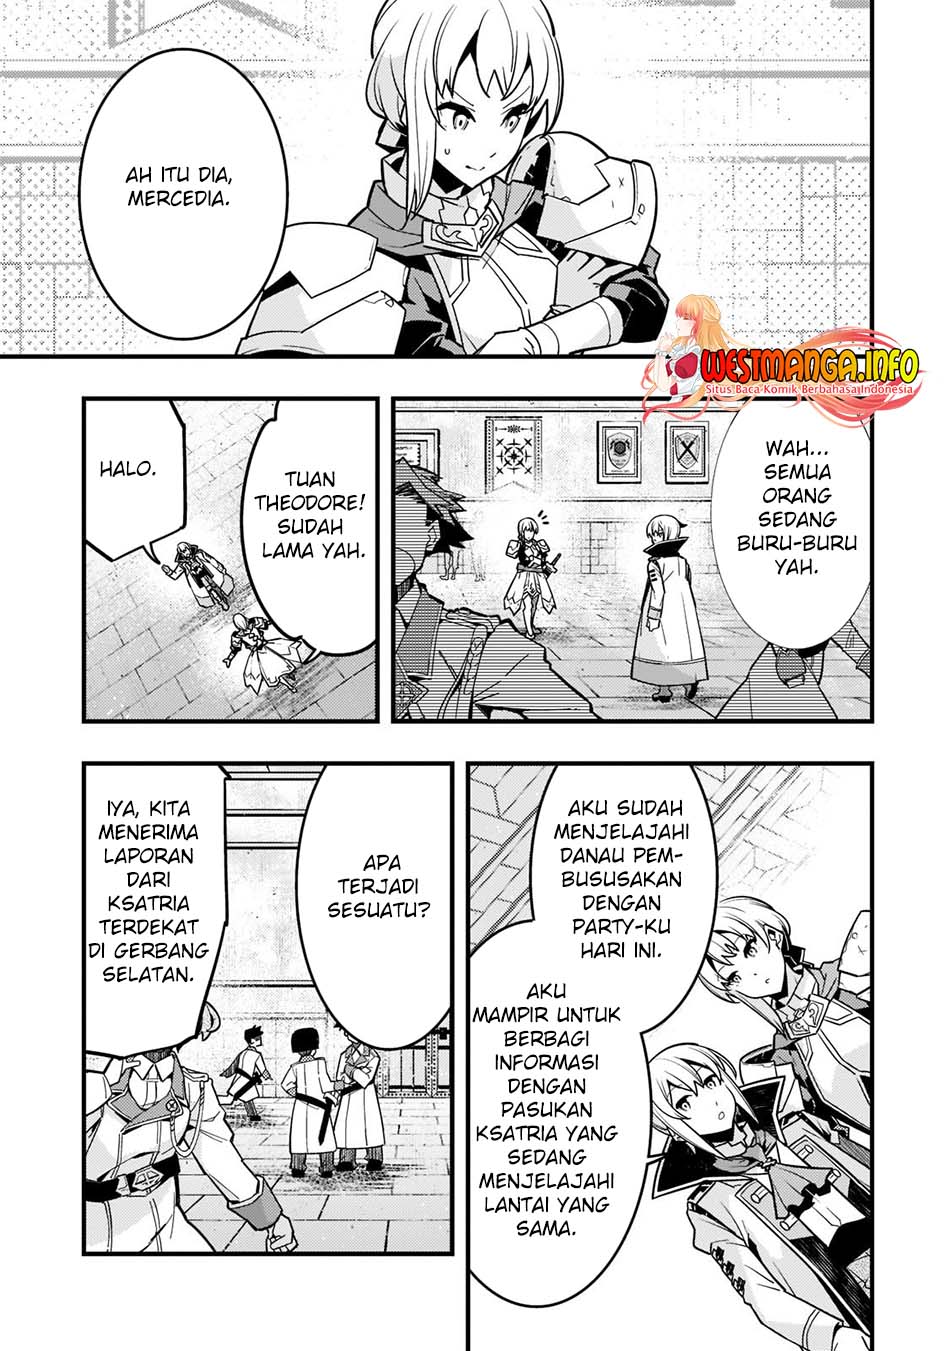 AH ITU DIA,
MERCEDIA.
WESTMANGA.INFO
Situs Baca Komik Berbahasa Indonesia
WAH...
SEMUA
ORANG
SEDANG
BURU-BURU
YAH.
TUAN
THEODORE!
SUDAH
LAMA YAH.
HALO.
AKU SUDAH
MENJELAJAHI
DANAU PEM-
BUSUSAKAN
DENGAN
PARTY-KU
HARI INI.
AKU
MAMPIR UNTUK
BERBAGI
INFORMASI
DENGAN
PASUKAN
KSATRIA YANG
SEDANG
MENJELAJAHI
LANTAI YANG
SAMA.
APA
TERJADI
SESUATU?
IYA, KITA
MENERIMA
LAPORAN
DARI
KSATRIA
TERDEKAT
DI GERBANG
SELATAN.